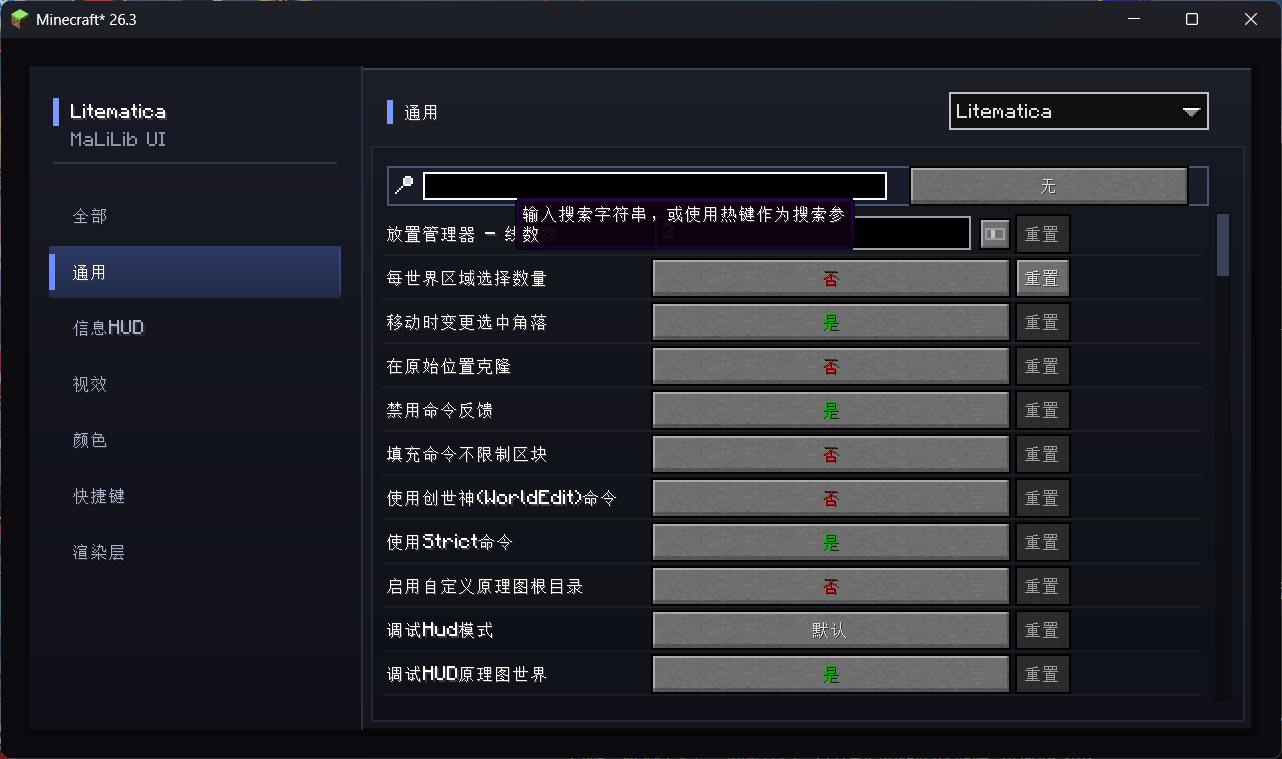 Minecraft* 26.3
Litematica
MaLiLib UI
全部
通用
信息HUD
视效
颜色
快捷键
渲染层
通用
Litematica
无
输入搜索字符串，或使用热键作为搜索参
数
放置管理器 - 线
重置
每世界区域选择数量
否
重置
移动时变更选中角落
是
重置
在原始位置克隆
否
重置
禁用命令反馈
是
重置
填充命令不限制区块
否
重置
使用创世神(WorldEdit)命令
否
重置
使用Strict命令
是
重置
启用自定义原理图根目录
否
重置
调试Hud模式
默认
重置
调试HUD原理图世界
是
重置